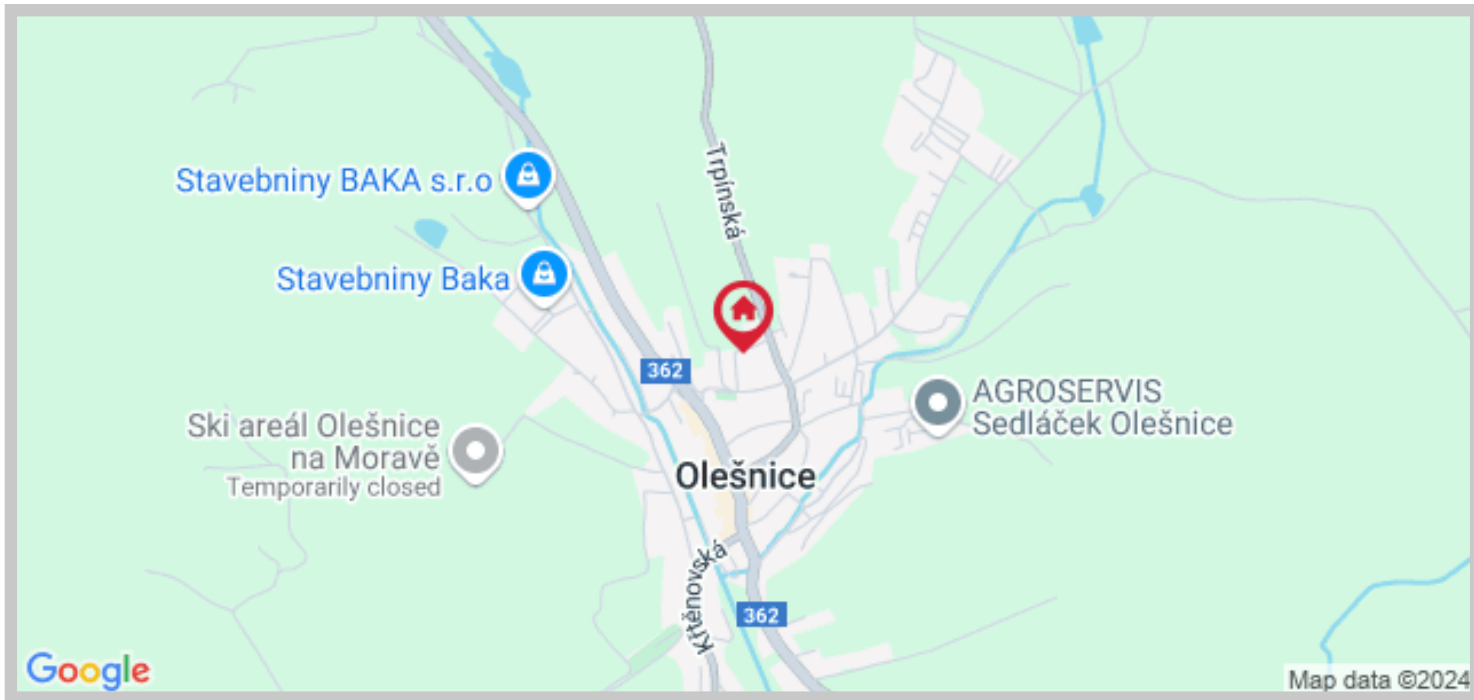 Trpínská
Stavebniny BAKA s.r.o
Stavebniny Baka
362
AGROSERVIS
Sedláček Olešnice
Ski areál Olešnice
na Moravě
Temporarily closed
Olešnice
Křtěnovská
362
Google
Map data ©2024